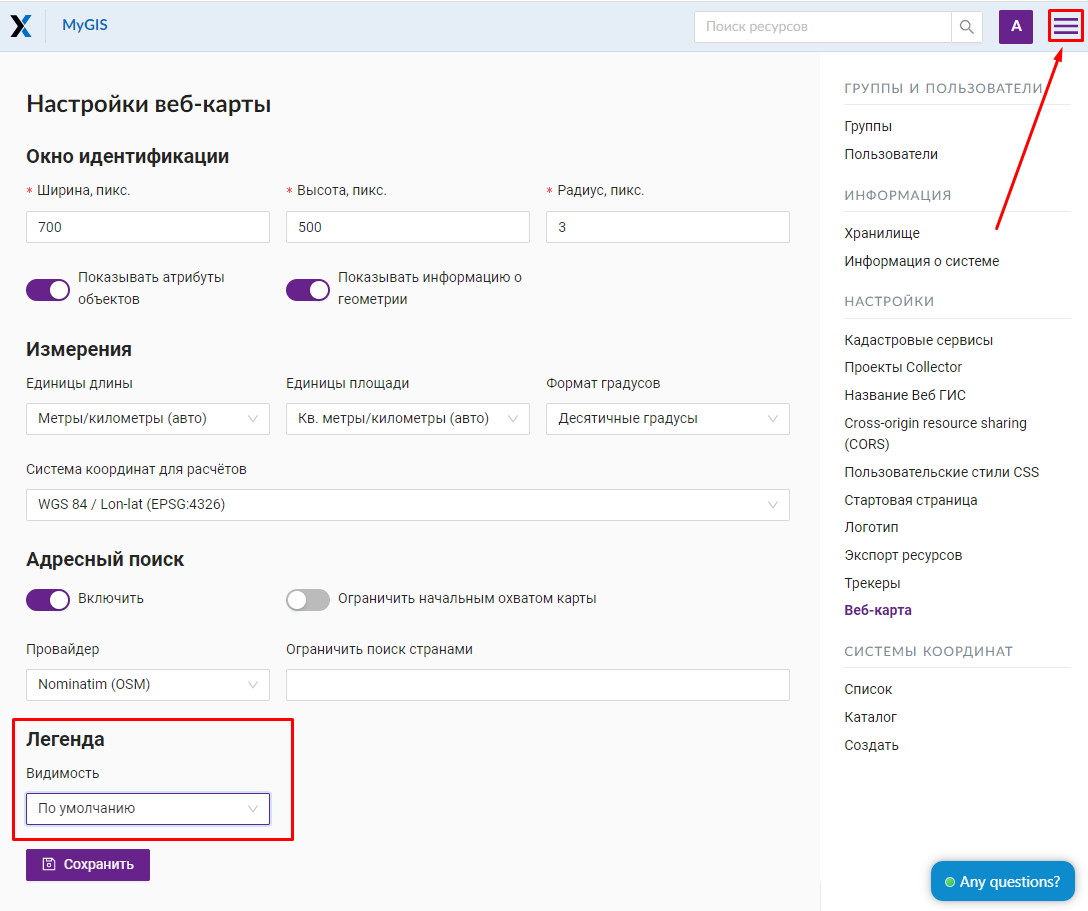 MyGIS
Поиск ресурсов
A
Настройки веб-карты
Окно идентификации
* Ширина, пикс.
* Высота, пикс.
* Радиус, пикс.
700
500
3
Показывать атрибуты
объектов
Показывать информацию о
геометрии
Измерения
Единицы длины
Единицы площади
Формат градусов
Метры/километры (авто)
Кв. метры/километры (авто)
Десятичные градусы
Система координат для расчётов
WGS 84 / Lon-lat (EPSG:4326)
Адресный поиск
Включить
Ограничить начальным охватом карты
Провайдер
Ограничить поиск странами
Nominatim (OSM)
Легенда
Видимость
По умолчанию
Сохранить
ГРУППЫ И ПОЛЬЗОВАТЕЛИ
Группы
Пользователи
ИНФОРМАЦИЯ
Хранилище
Информация о системе
НАСТРОЙКИ
Кадастровые сервисы
Проекты Collector
Название Веб ГИС
Cross-origin resource sharing
(CORS)
Пользовательские стили CSS
Стартовая страница
Логотип
Экспорт ресурсов
Трекеры
Веб-карта
СИСТЕМЫ КООРДИНАТ
Список
Каталог
Создать
Any questions?